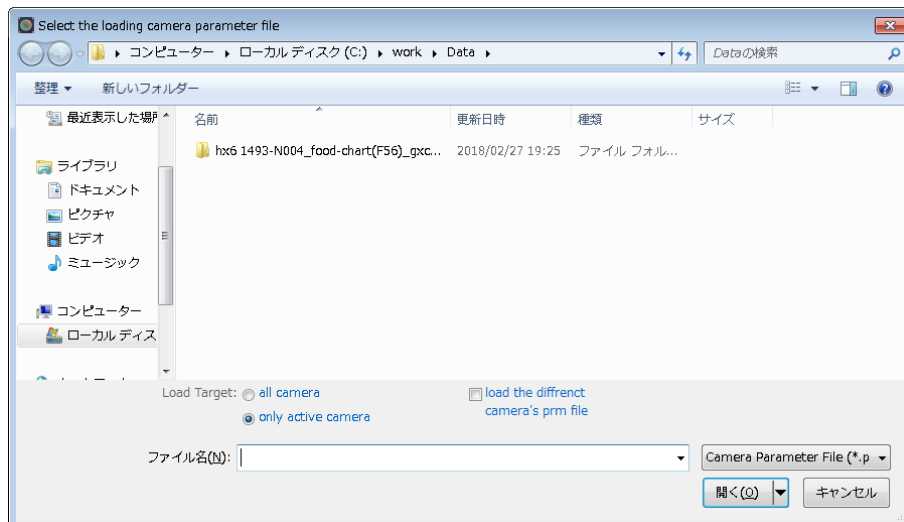 Select the loading camera parameter file
コンピューター ▸ ローカル ディスク (C:) ▸ work ▸ Data ▸
Dataの検索
整理 ▼ 新しいフォルダー
最近表示した場所
名前 更新日時 種類 サイズ
hx6 1493-N004_food-chart(F56)_gxc... 2018/02/27 19:25 ファイル フォル...
ライブラリ
ドキュメント
ピクチャ
ビデオ
ミュージック
コンピューター
ローカル ディス
Load Target: all camera
only active camera
load the diffrenct
camera's prm file
ファイル名(N):
Camera Parameter File (*.p
開く(O)
キャンセル